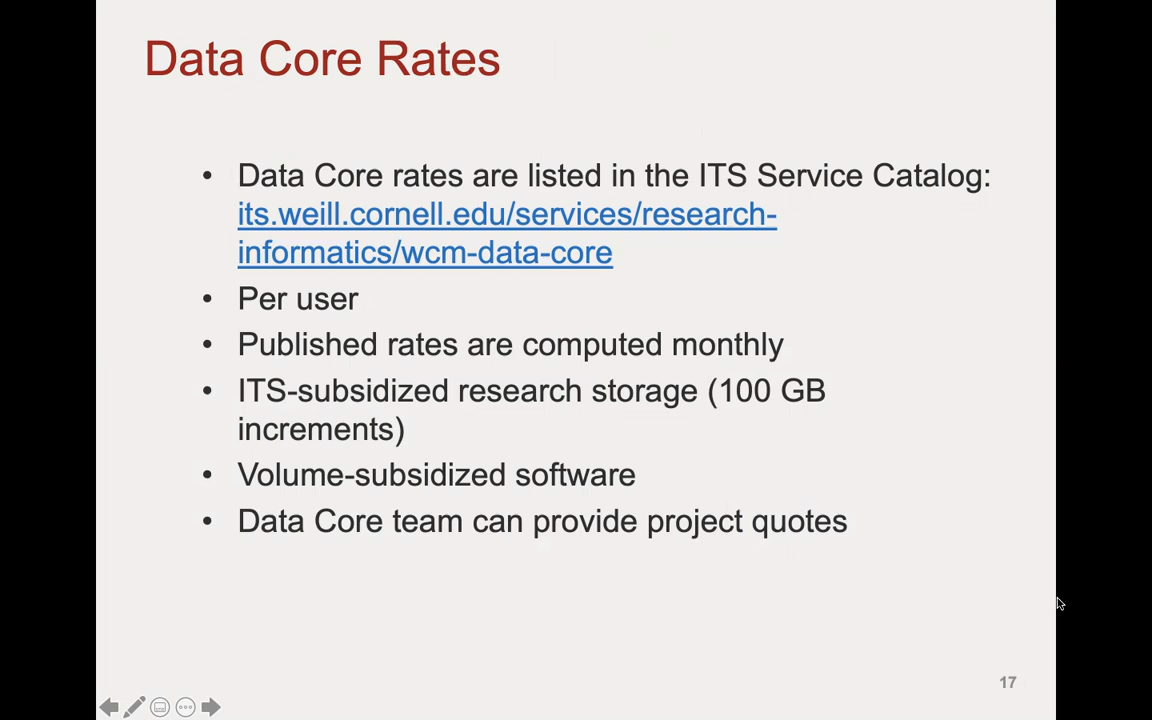 Data Core Rates
• Data Core rates are listed in the ITS Service Catalog:
its.weill.cornell.edu/services/research-
informatics/wcm-data-core
• Per user
• Published rates are computed monthly
• ITS-subsidized research storage (100 GB
increments)
• Volume-subsidized software
• Data Core team can provide project quotes
17